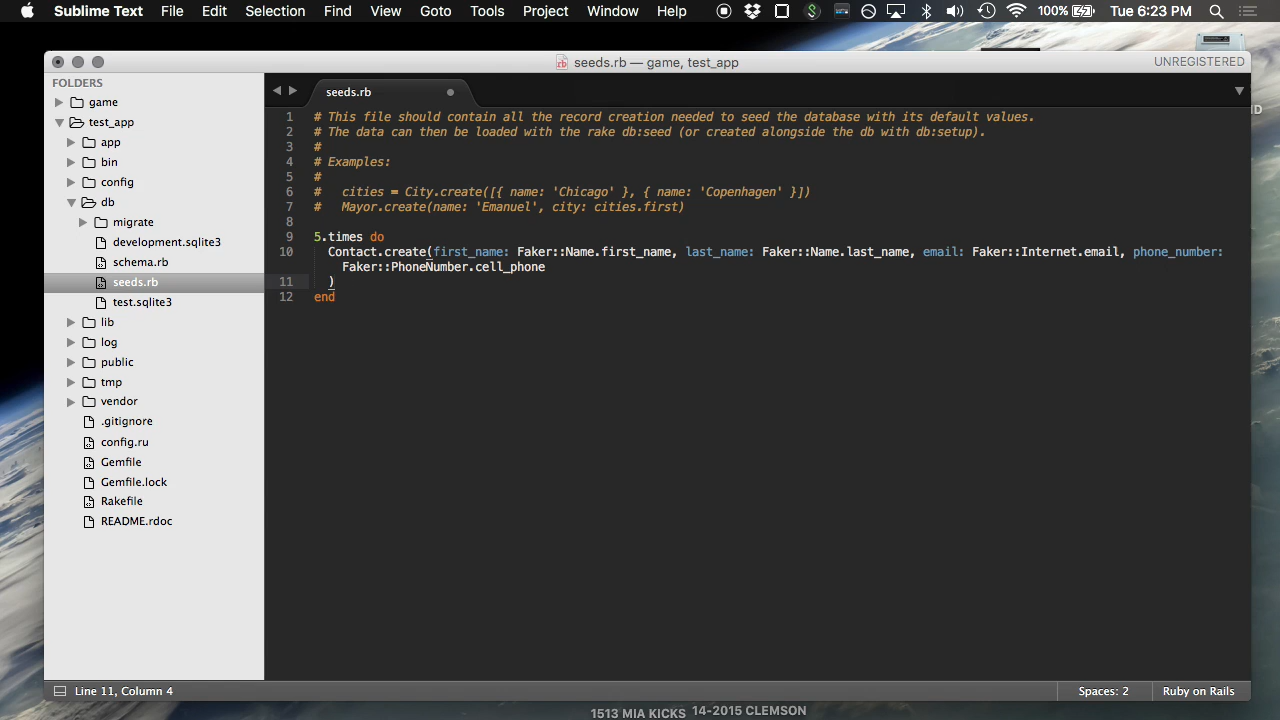 Sublime Text File Edit Selection Find View Goto Tools Project Window Help 100% Tue 6:23 PM
seeds.rb — game, test_app UNREGISTERED
FOLDERS
game
test_app
app
bin
config
db
migrate
development.sqlite3
schema.rb
seeds.rb
test.sqlite3
lib
log
public
tmp
vendor
.gitignore
config.ru
Gemfile
Gemfile.lock
Rakefile
README.rdoc
seeds.rb
1 # This file should contain all the record creation needed to seed the database with its default values.
2 # The data can then be loaded with the rake db:seed (or created alongside the db with db:setup).
3 #
4 # Examples:
5 #
6 #   cities = City.create([{ name: 'Chicago' }, { name: 'Copenhagen' }])
7 #   Mayor.create(name: 'Emanuel', city: cities.first)
8
9 5.times do
10   Contact.create(first_name: Faker::Name.first_name, last_name: Faker::Name.last_name, email: Faker::Internet.email, phone_number:
Faker::PhoneNumber.cell_phone
11   )
12 end
Line 11, Column 4 Spaces: 2 Ruby on Rails
1513 MIA KICKS 14-2015 CLEMSON